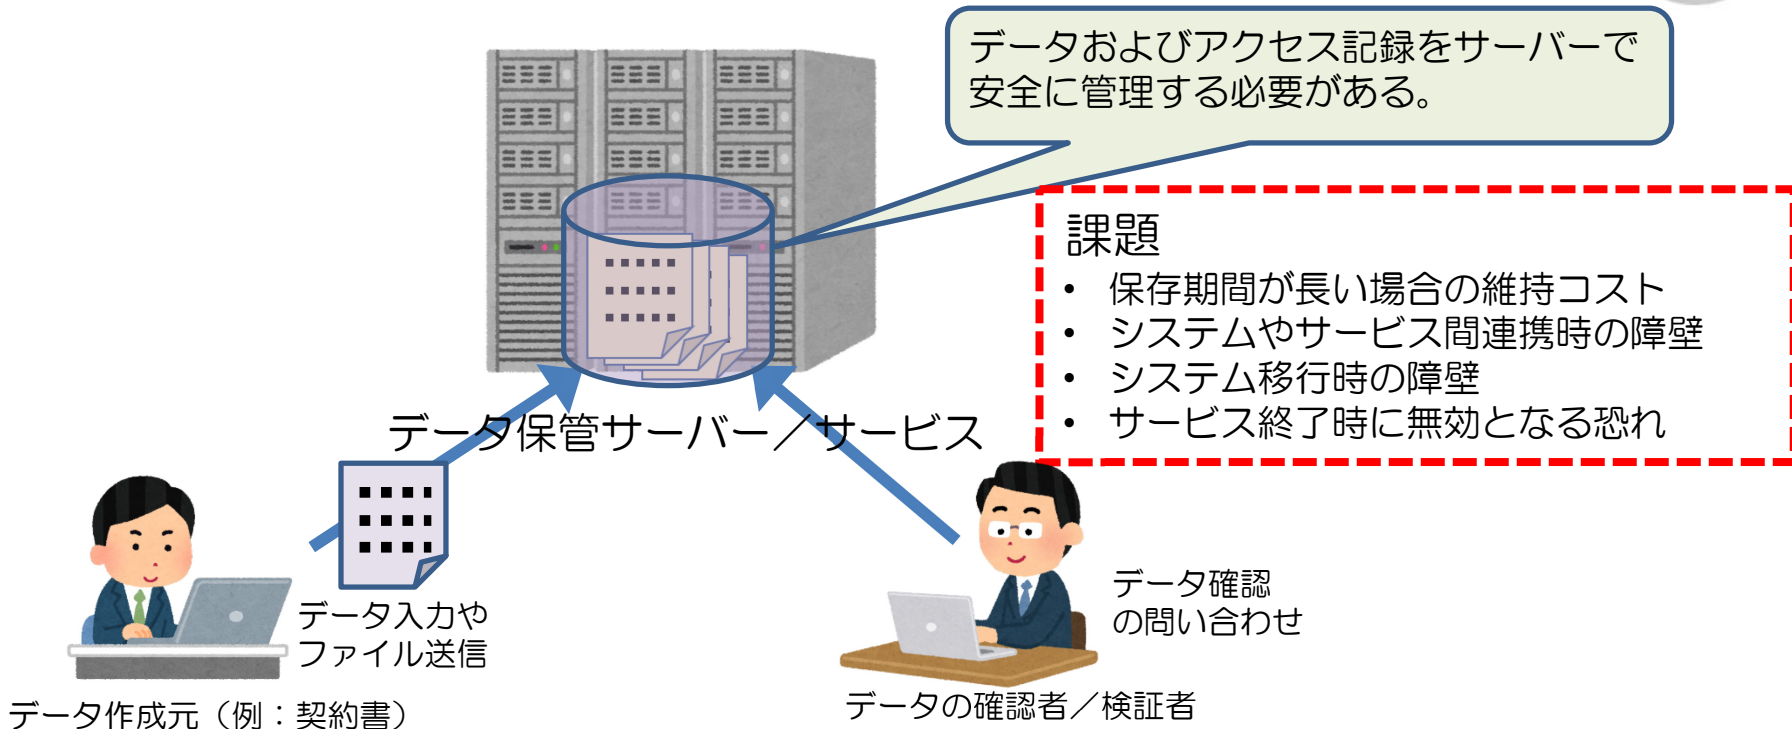 データおよびアクセス記録をサーバーで
安全に管理する必要がある。
課題
• 保存期間が長い場合の維持コスト
• システムやサービス間連携時の障壁
• システム移行時の障壁
• サービス終了時に無効となる恐れ
データ保管サーバー／サービス
データ入力や
ファイル送信
データ確認
の問い合わせ
データ作成元（例：契約書）
データの確認者／検証者